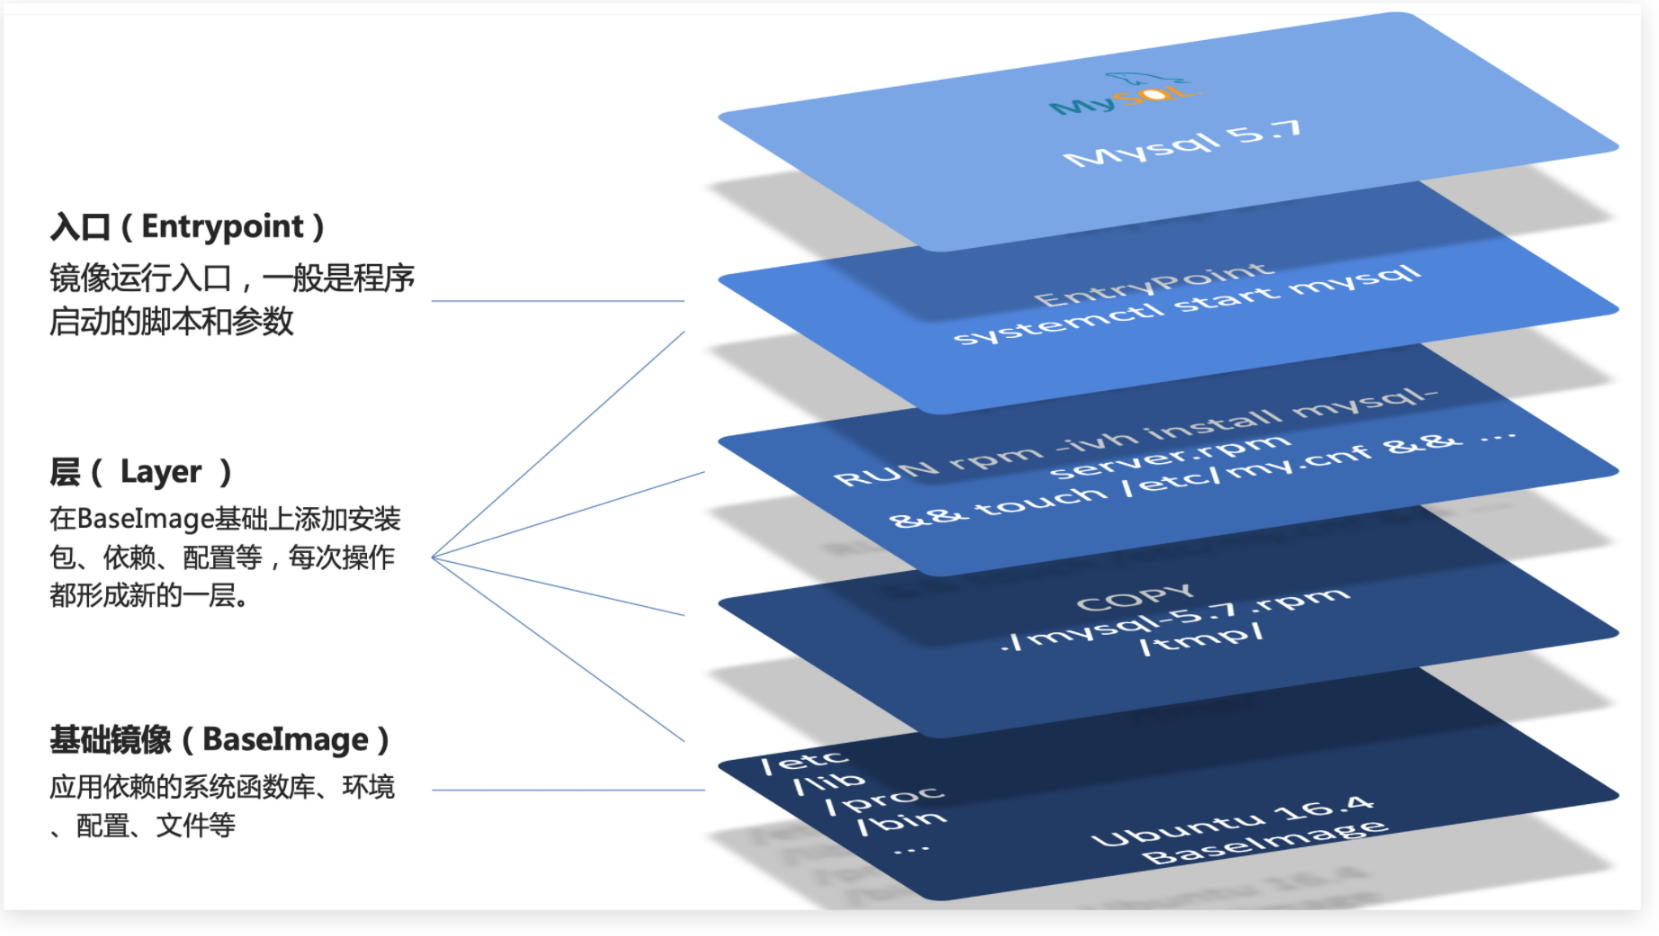 入口（Entrypoint）
镜像运行入口，一般是程序
启动的脚本和参数
层（ Layer ）
在BaseImage基础上添加安装
包、依赖、配置等，每次操作
都形成新的一层。
基础镜像（BaseImage）
应用依赖的系统函数库、环境
、配置、文件等
MySQL
Mysql 5.7
EntryPoint
systemctl start mysql
RUN rpm -ivh install mysql-
server.rpm
&& touch /etc/my.cnf && ...
COPY
./mysql-5.7.rpm
/tmp/
/etc
/lib
/proc
/bin
...
Ubuntu 16.4
BaseImage